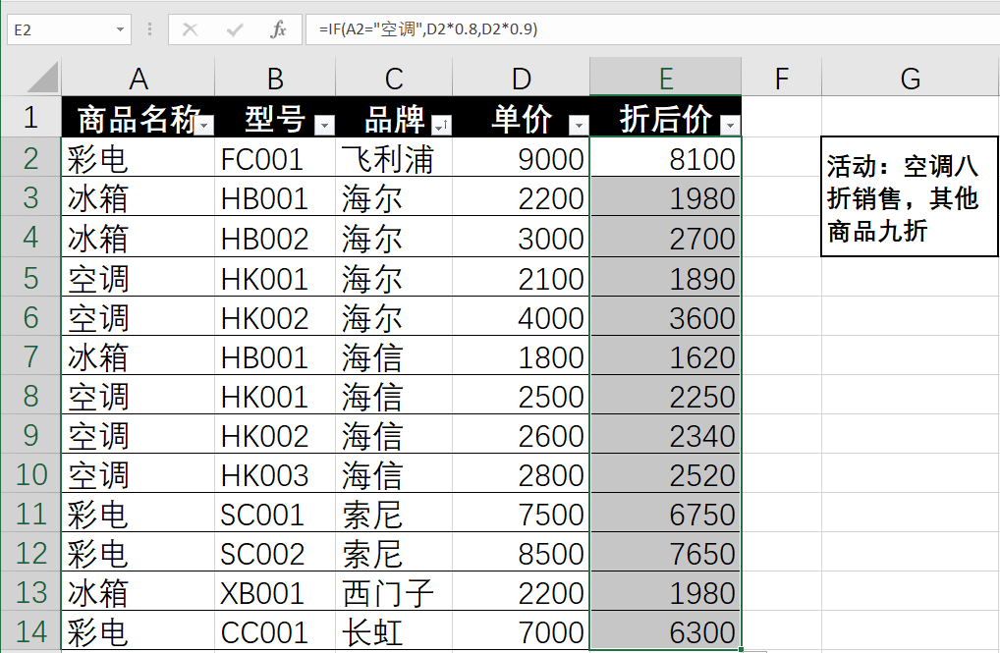 E2 =IF(A2="空调",D2*0.8,D2*0.9)
A B C D E F G
1 商品名称 型号 品牌 单价 折后价
2 彩电 FC001 飞利浦 9000 8100
3 冰箱 HB001 海尔 2200 1980
4 冰箱 HB002 海尔 3000 2700
5 空调 HK001 海尔 2100 1890
6 空调 HK002 海尔 4000 3600
7 冰箱 HB001 海信 1800 1620
8 空调 HK001 海信 2500 2250
9 空调 HK002 海信 2600 2340
10 空调 HK003 海信 2800 2520
11 彩电 SC001 索尼 7500 6750
12 彩电 SC002 索尼 8500 7650
13 冰箱 XB001 西门子 2200 1980
14 彩电 CC001 长虹 7000 6300
活动：空调八
折销售，其他
商品九折